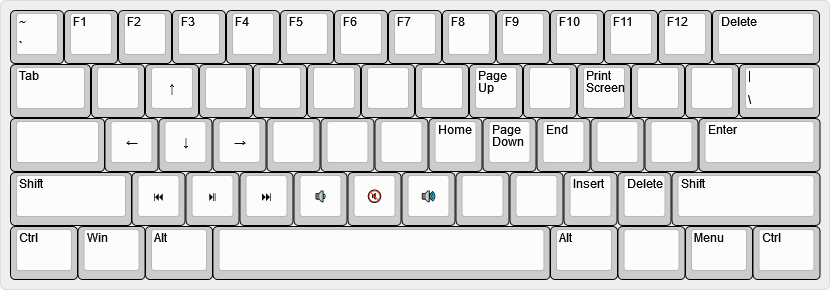 ~
`
F1
F2
F3
F4
F5
F6
F7
F8
F9
F10
F11
F12
Delete
Tab
↑
Page
Up
Print
Screen
|
\
←
↓
→
Home
Page
Down
End
Enter
Shift
⏮
⏯
⏭
🔉
🔇
🔊
Insert
Delete
Shift
Ctrl
Win
Alt
Alt
Menu
Ctrl